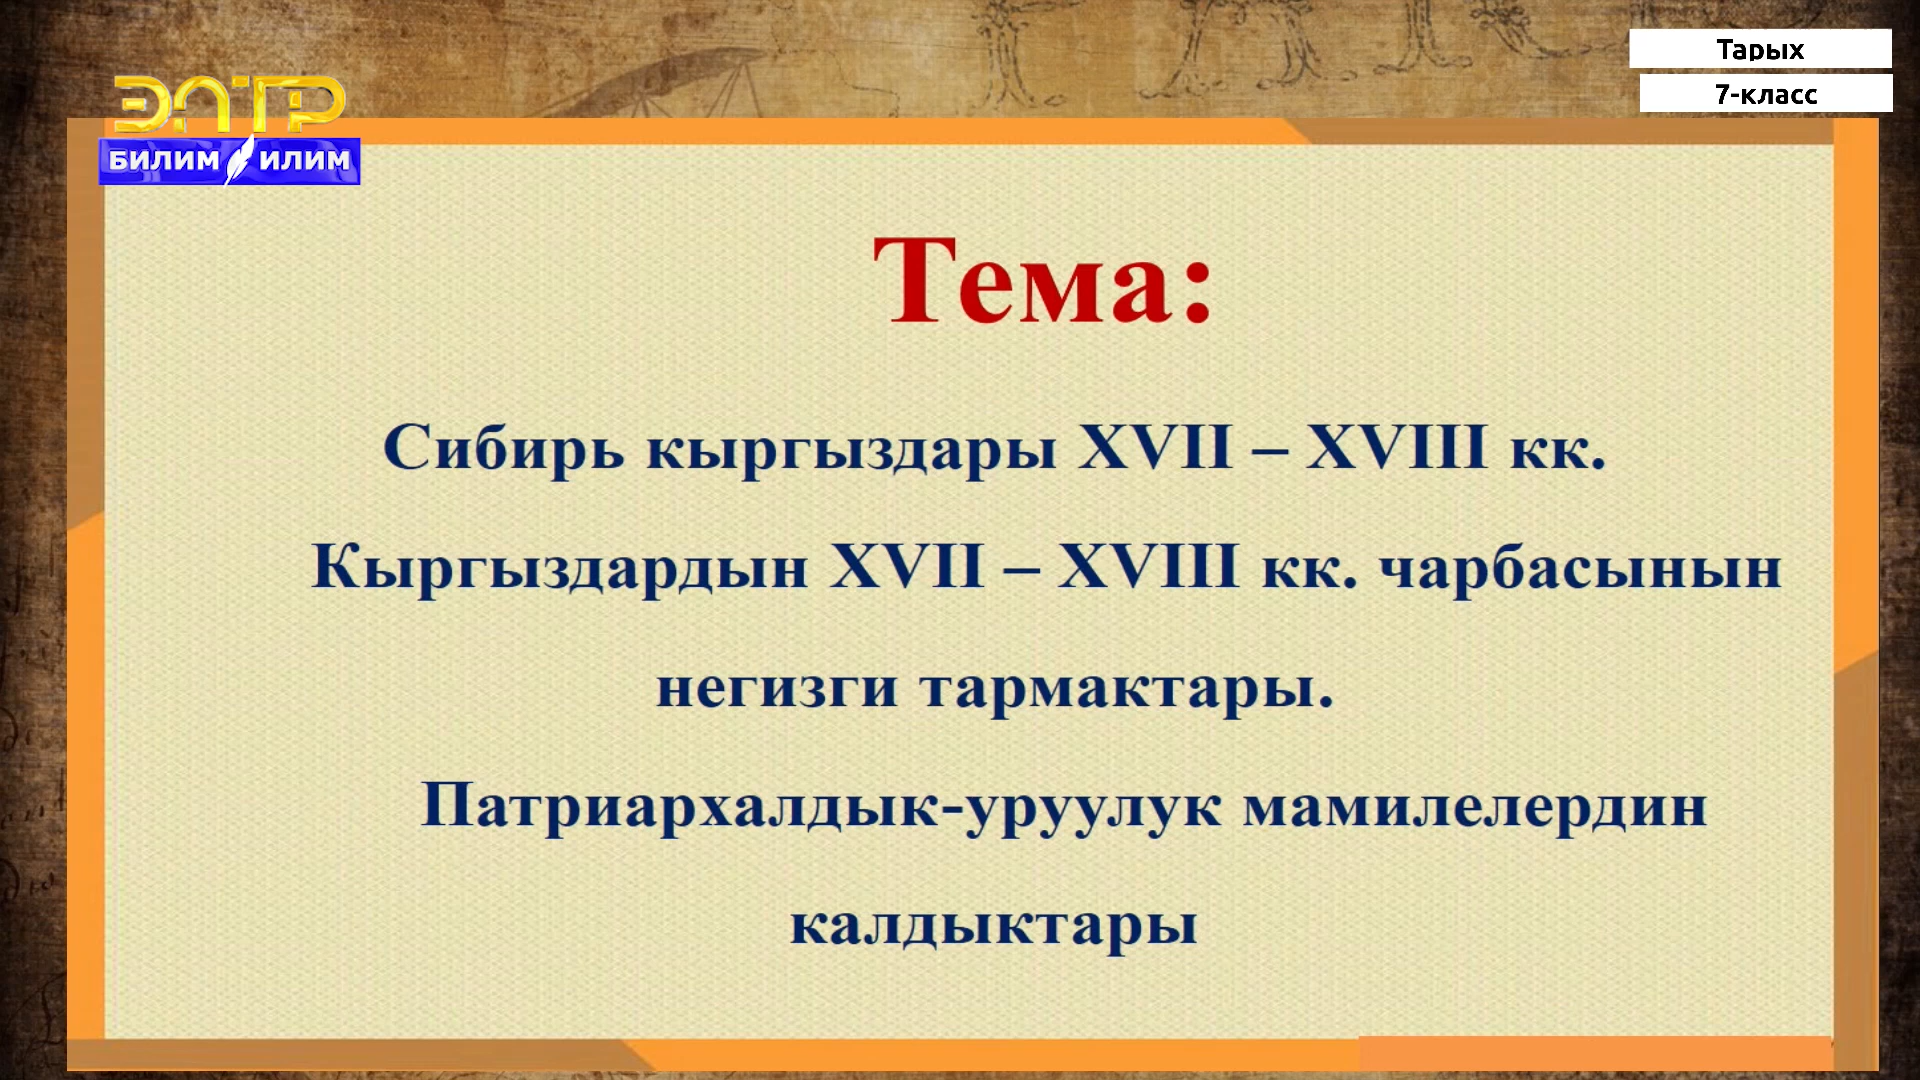 Тарых
7-класс
ЭЛТР
БИЛИМ ИЛИМ
Тема:
Сибирь кыргыздары XVII – XVIII кк.
Кыргыздардын XVII – XVIII кк. чарбасынын
негизги тармактары.
Патриархалдык-уруулук мамилелердин
калдыктары